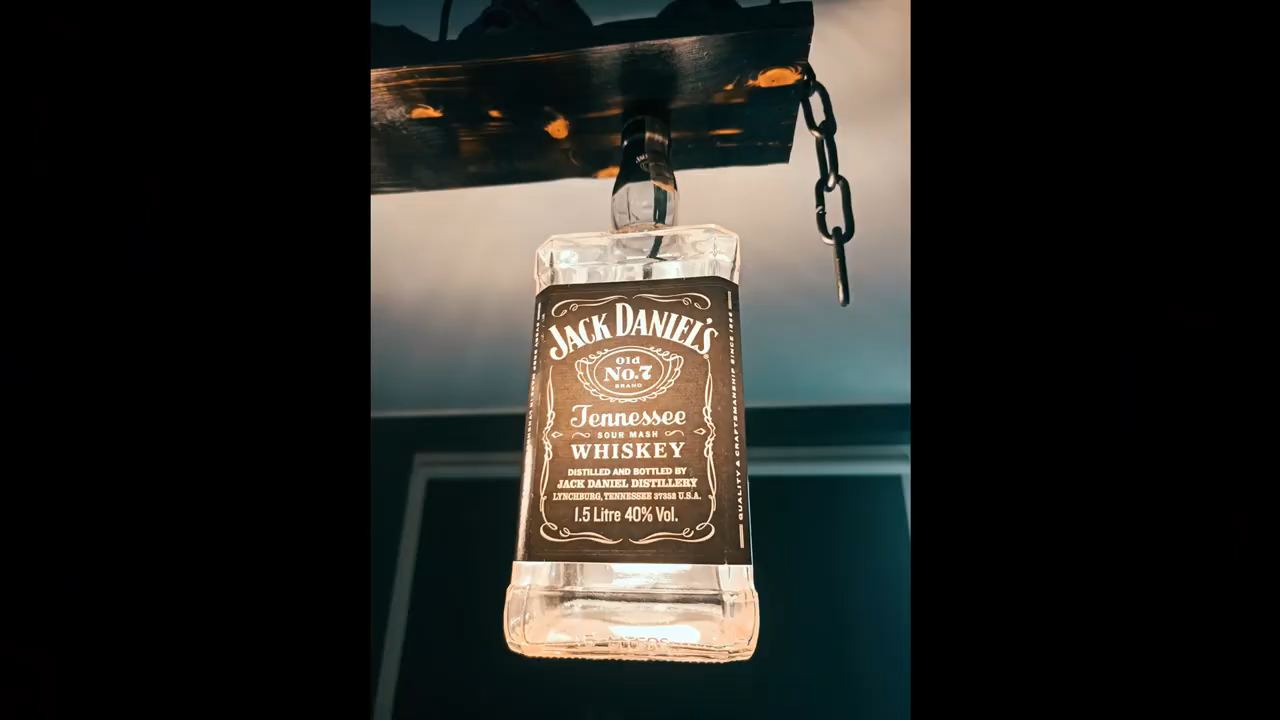 JACK DANIEL'S
Old
No.7
BRAND
Tennessee
SOUR MASH
WHISKEY
DISTILLED AND BOTTLED BY
JACK DANIEL DISTILLERY
LYNCHBURG, TENNESSEE 37352 U.S.A.
1.5 Litre 40% Vol.
QUALITY & CRAFTSMANSHIP SINCE 1866